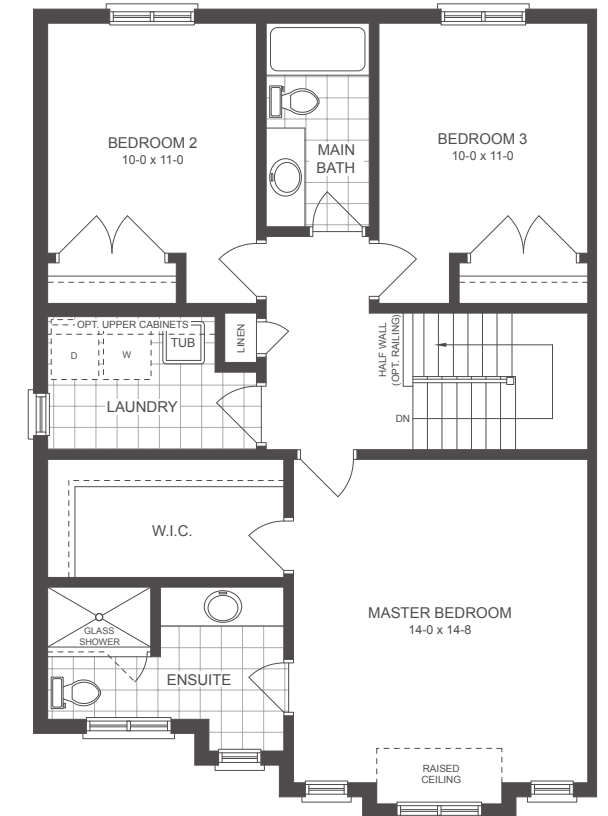 BEDROOM 2
10-0 x 11-0
MAIN
BATH
BEDROOM 3
10-0 x 11-0
OPT. UPPER CABINETS
D
W
TUB
LINEN
LAUNDRY
HALF WALL
(OPT. RAILING)
DN
W.I.C.
MASTER BEDROOM
14-0 x 14-8
GLASS
SHOWER
ENSUITE
RAISED
CEILING